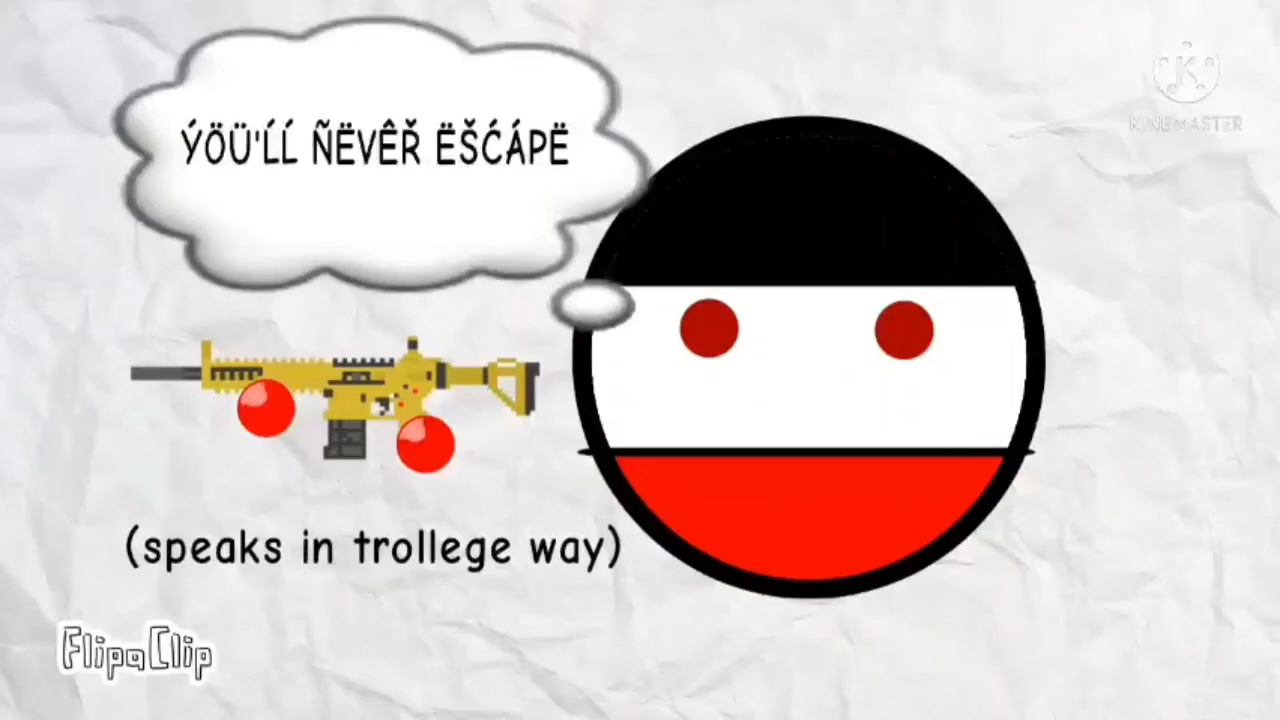 ÝÖÜ'ĹĹ ÑËVÊŘ ËŠĆÁPË
KINEMASTER
(speaks in trollege way)
FlipaClip